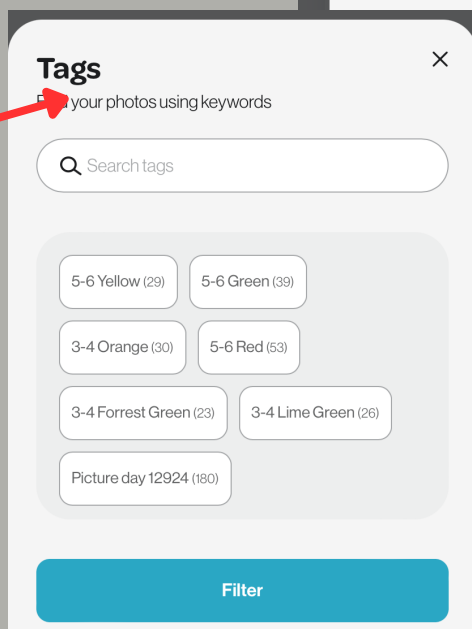 Tags
your photos using keywords
Search tags
5-6 Yellow (29)
5-6 Green (39)
3-4 Orange (30)
5-6 Red (53)
3-4 Forrest Green (23)
3-4 Lime Green (26)
Picture day 12924 (180)
Filter